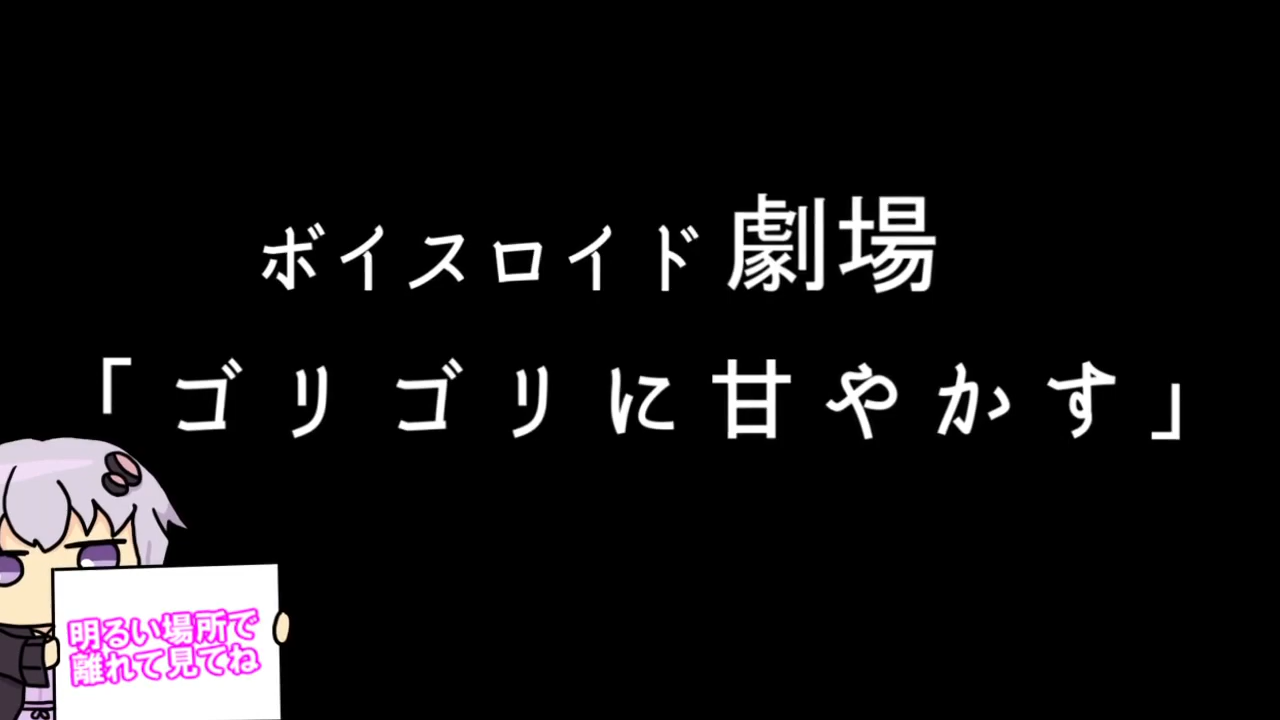 ボイスロイド劇場
「ゴリゴリに甘やかす」
明るい場所で
離れて見てね